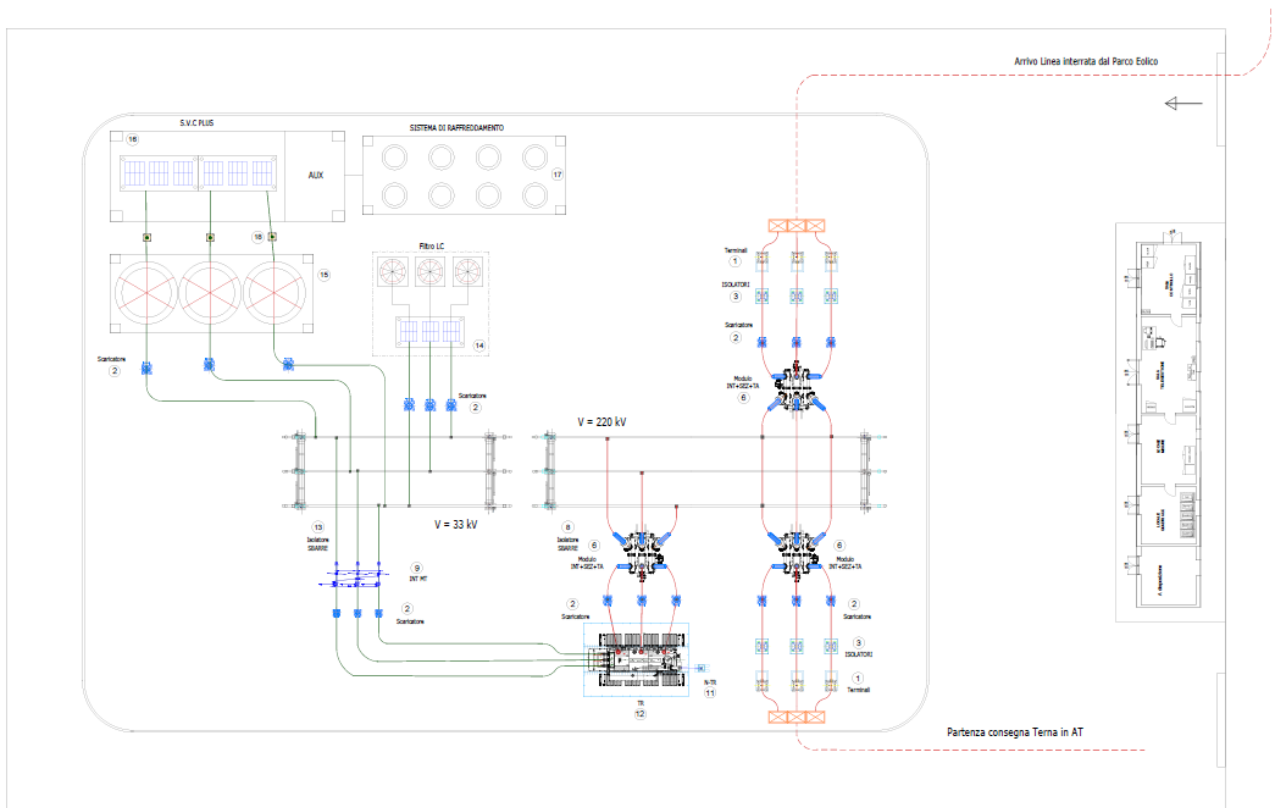 Arrivo Linea interrata dal Parco Eolico
S.V.C PLUS
SISTEMA DI RAFFREDDAMENTO
16
AUX
17
18
Filtro LC
15
Terminali
1
ISOLATORI
3
14
Scaricatore
2
Scaricatore
2
Modulo
INT+SEZ+TA
6
Scaricatore
2
V = 220 kV
V = 33 kV
13
Isolatore
SBARRE
8
Isolatore
SBARRE
6
Modulo
INT+SEZ+TA
6
Modulo
INT+SEZ+TA
9
INT MT
2
Scaricatore
2
Scaricatore
2
Scaricatore
3
ISOLATORI
N-TR
11
1
Terminali
TR
12
Partenza consegna Terna in AT
A disposizione